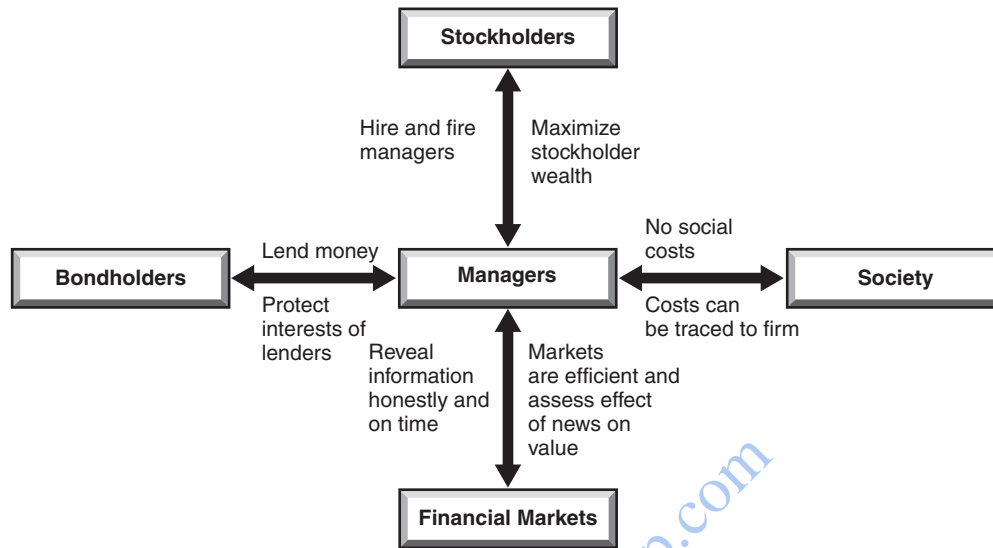 Stockholders
Hire and fire
managers
Maximize
stockholder
wealth
No social
costs
Lend money
Bondholders
Managers
Society
Protect
interests of
lenders
Costs can
be traced to firm
Reveal
information
honestly and
on time
Markets
are efficient and
assess effect
of news on
value
Financial Markets